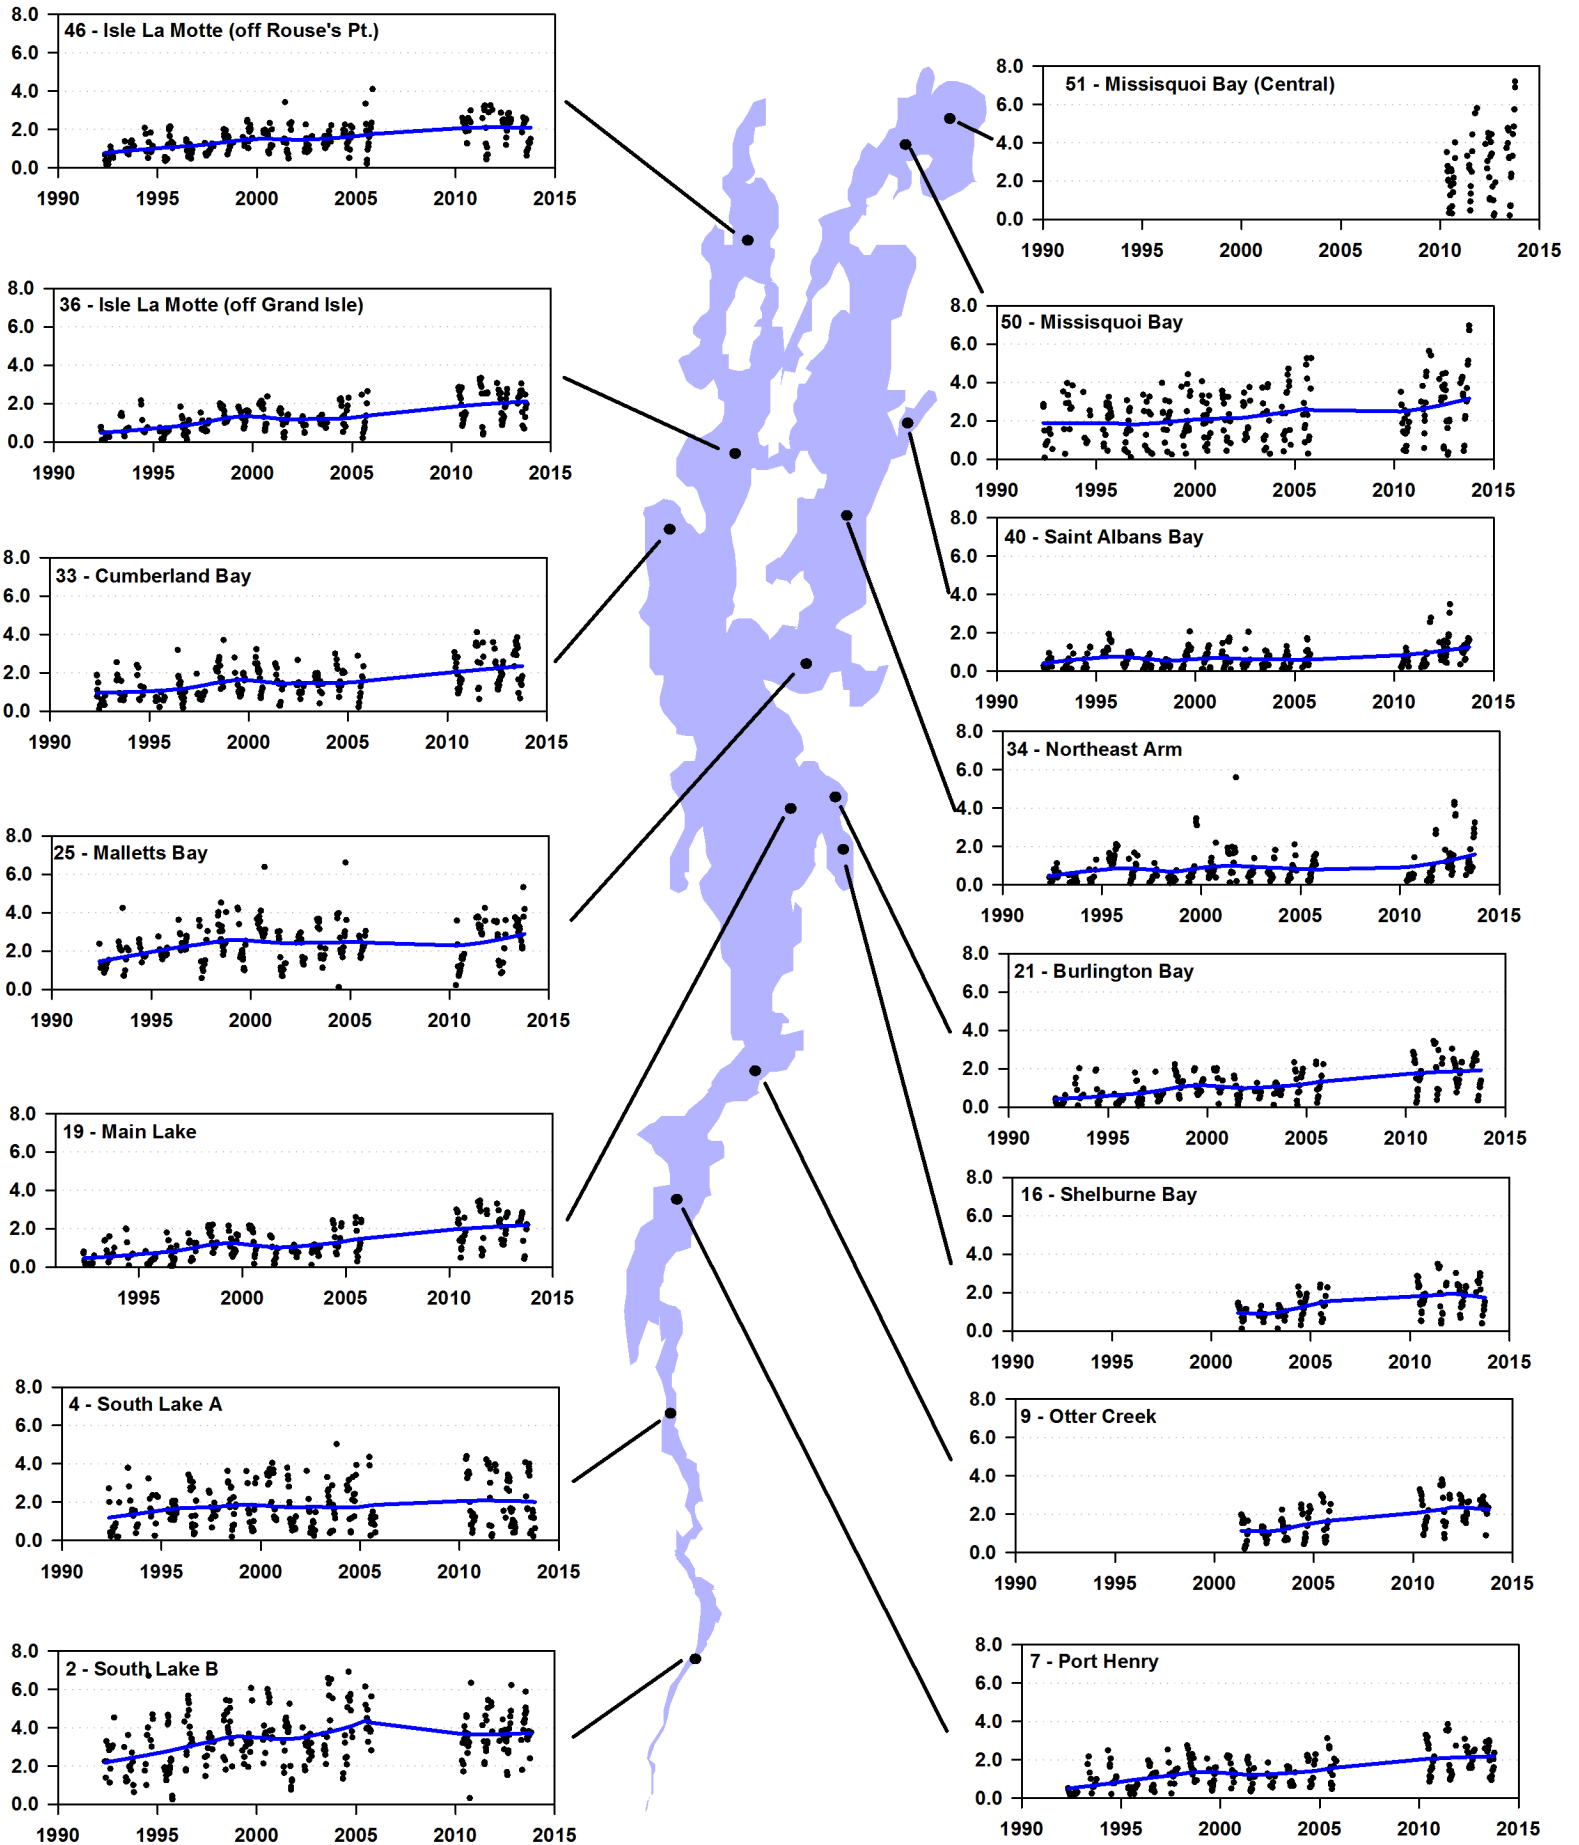 46 - Isle La Motte (off Rouse's Pt.)
8.0
6.0
4.0
2.0
0.0
1990 1995 2000 2005 2010 2015
51 - Missisquoi Bay (Central)
8.0
6.0
4.0
2.0
0.0
1990 1995 2000 2005 2010 2015
36 - Isle La Motte (off Grand Isle)
8.0
6.0
4.0
2.0
0.0
1990 1995 2000 2005 2010 2015
50 - Missisquoi Bay
8.0
6.0
4.0
2.0
0.0
1990 1995 2000 2005 2010 2015
40 - Saint Albans Bay
8.0
6.0
4.0
2.0
0.0
1990 1995 2000 2005 2010 2015
33 - Cumberland Bay
8.0
6.0
4.0
2.0
0.0
1990 1995 2000 2005 2010 2015
34 - Northeast Arm
8.0
6.0
4.0
2.0
0.0
1990 1995 2000 2005 2010 2015
25 - Malletts Bay
8.0
6.0
4.0
2.0
0.0
1990 1995 2000 2005 2010 2015
21 - Burlington Bay
8.0
6.0
4.0
2.0
0.0
1990 1995 2000 2005 2010 2015
19 - Main Lake
8.0
6.0
4.0
2.0
0.0
1995 2000 2005 2010 2015
16 - Shelburne Bay
8.0
6.0
4.0
2.0
0.0
1990 1995 2000 2005 2010 2015
4 - South Lake A
8.0
6.0
4.0
2.0
0.0
1990 1995 2000 2005 2010 2015
9 - Otter Creek
8.0
6.0
4.0
2.0
0.0
1990 1995 2000 2005 2010 2015
2 - South Lake B
8.0
6.0
4.0
2.0
0.0
1990 1995 2000 2005 2010 2015
7 - Port Henry
8.0
6.0
4.0
2.0
0.0
1990 1995 2000 2005 2010 2015